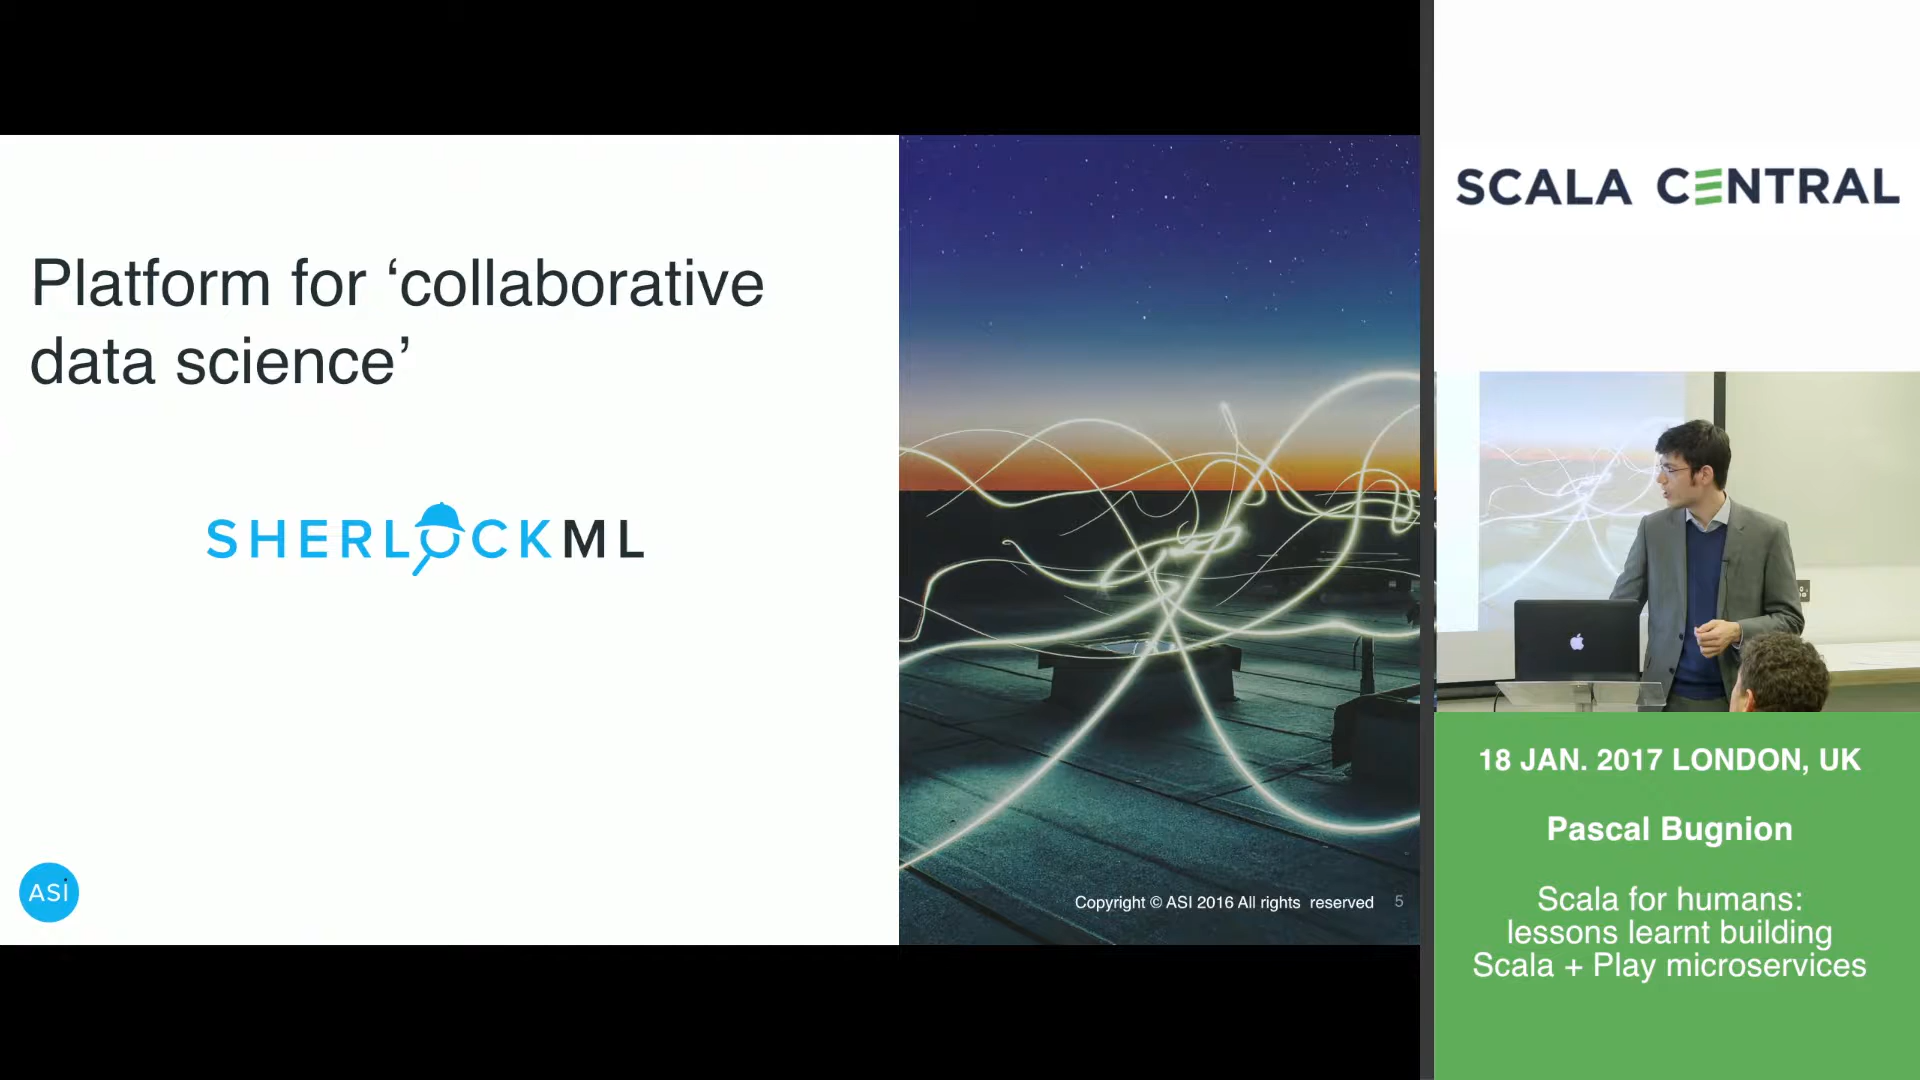 Platform for ‘collaborative
data science’
SHERLOCKML
ASI
Copyright © ASI 2016 All rights reserved
5
SCALA CENTRAL
18 JAN. 2017 LONDON, UK
Pascal Bugnion
Scala for humans:
lessons learnt building
Scala + Play microservices